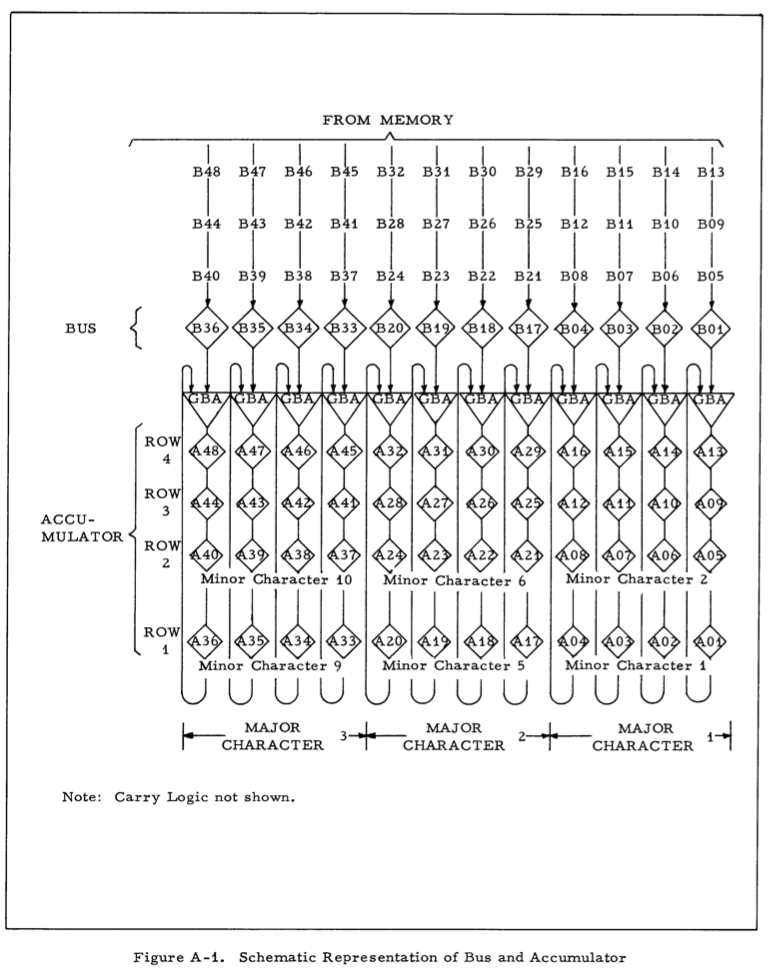 FROM MEMORY
B48 B47 B46 B45 B32 B31 B30 B29 B16 B15 B14 B13
B44 B43 B42 B41 B28 B27 B26 B25 B12 B11 B10 B09
B40 B39 B38 B37 B24 B23 B22 B21 B08 B07 B06 B05
BUS B36 B35 B34 B33 B20 B19 B18 B17 B04 B03 B02 B01
GBA GBA GBA GBA GBA GBA GBA GBA GBA GBA GBA GBA
ROW 4 A48 A47 A46 A45 A32 A31 A30 A29 A16 A15 A14 A13
ROW 3 A44 A43 A42 A41 A28 A27 A26 A25 A12 A11 A10 A09
ACCU-
MULATOR
ROW 2 A40 A39 A38 A37 A24 A23 A22 A21 A08 A07 A06 A05
Minor Character 10 Minor Character 6 Minor Character 2
ROW 1 A36 A35 A34 A33 A20 A19 A18 A17 A04 A03 A02 A01
Minor Character 9 Minor Character 5 Minor Character 1
MAJOR CHARACTER 3 MAJOR CHARACTER 2 MAJOR CHARACTER 1
Note: Carry Logic not shown.
Figure A-1. Schematic Representation of Bus and Accumulator